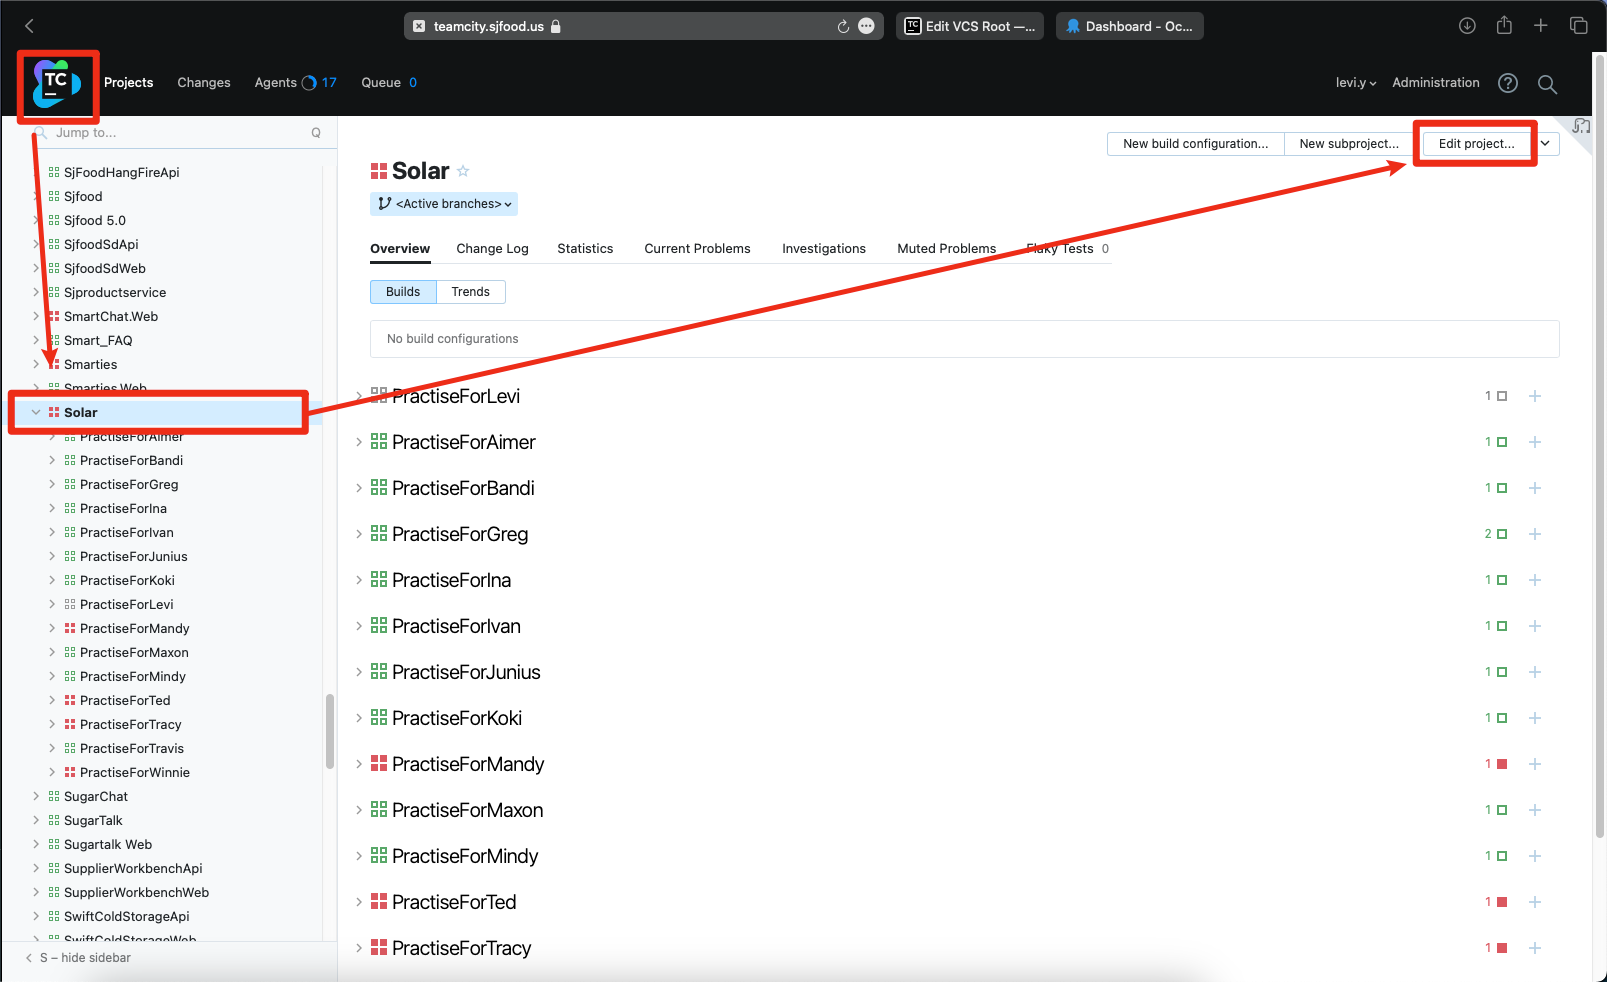 teamcity.sjfood.us
TC Edit VCS Root —...
Dashboard - Oc...
TC
Projects
Changes
Agents 17
Queue 0
levi.y
Administration
?
Jump to...
Q
SjFoodHangFireApi
Sjfood
Sjfood 5.0
SjfoodSdApi
SjfoodSdWeb
Sjproductservice
SmartChat.Web
Smart_FAQ
Smarties
Smarties.Web
Solar
PractiseForAimer
PractiseForBandi
PractiseForGreg
PractiseForIna
PractiseForIvan
PractiseForJunius
PractiseForKoki
PractiseForLevi
PractiseForMandy
PractiseForMaxon
PractiseForMindy
PractiseForTed
PractiseForTracy
PractiseForTravis
PractiseForWinnie
SugarChat
SugarTalk
Sugartalk Web
SupplierWorkbenchApi
SupplierWorkbenchWeb
SwiftColdStorageApi
SwiftColdStorageWeb
S – hide sidebar
New build configuration...
New subproject...
Edit project...
Solar
<Active branches>
Overview
Change Log
Statistics
Current Problems
Investigations
Muted Problems
Flaky Tests 0
Builds
Trends
No build configurations
PractiseForLevi 1
PractiseForAimer 1
PractiseForBandi 1
PractiseForGreg 2
PractiseForIna 1
PractiseForIvan 1
PractiseForJunius 1
PractiseForKoki 1
PractiseForMandy 1
PractiseForMaxon 1
PractiseForMindy 1
PractiseForTed 1
PractiseForTracy 1